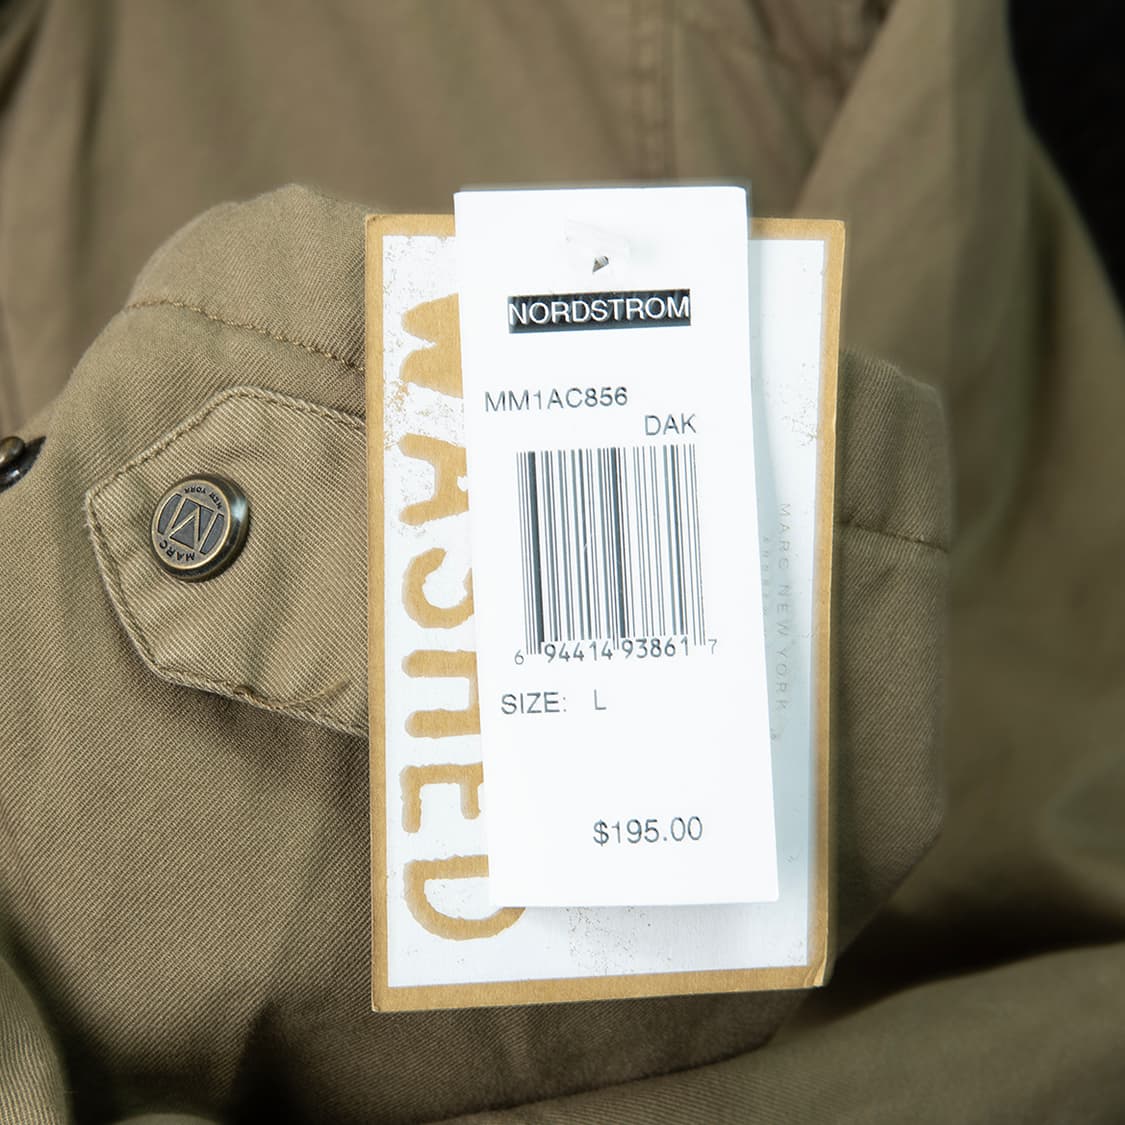 NORDSTROM
MM1AC856
DAK
6 94414 93861 7
SIZE: L
$195.00
WASHED
MARC NEW YORK
MARC
NEW YORK
M